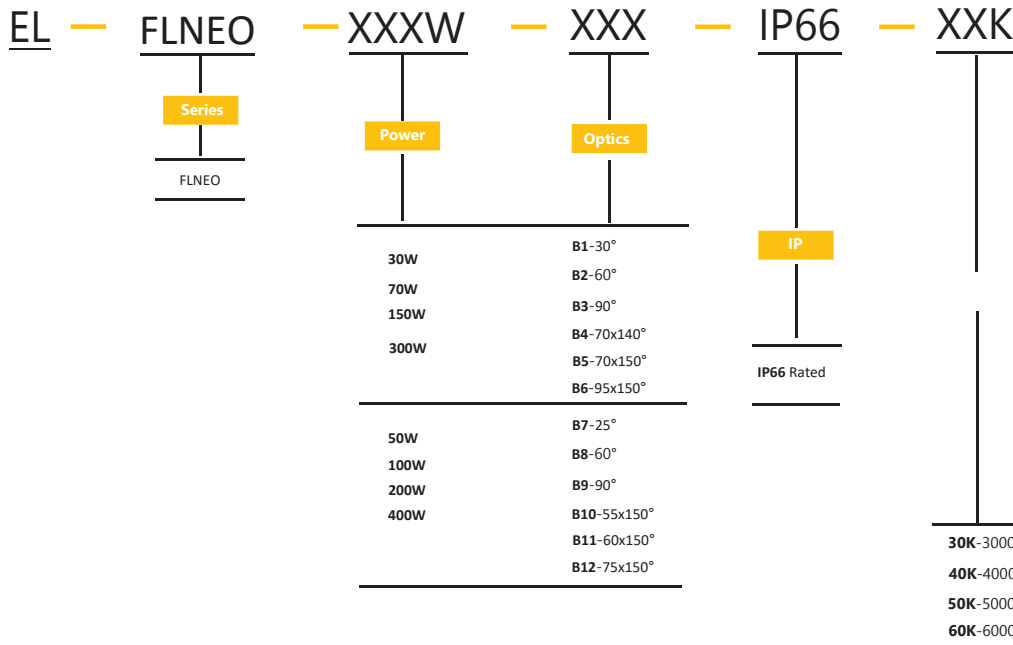 EL — FLNEO — XXXW — XXX — IP66 — XXK
Series
Power
Optics
FLNEO
30W
70W
150W
300W
B1-30°
B2-60°
B3-90°
B4-70x140°
B5-70x150°
B6-95x150°
50W
100W
200W
400W
B7-25°
B8-60°
B9-90°
B10-55x150°
B11-60x150°
B12-75x150°
IP
IP66 Rated
30K-3000
40K-4000
50K-5000
60K-6000